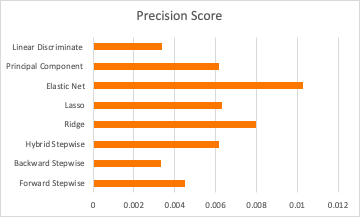 Precision Score
Linear Discriminate
Principal Component
Elastic Net
Lasso
Ridge
Hybrid Stepwise
Backward Stepwise
Forward Stepwise
0 0.002 0.004 0.006 0.008 0.01 0.012